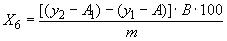 X₆ = [(y₂ − A₁) − (y₁ − A)]· B ·100 / m